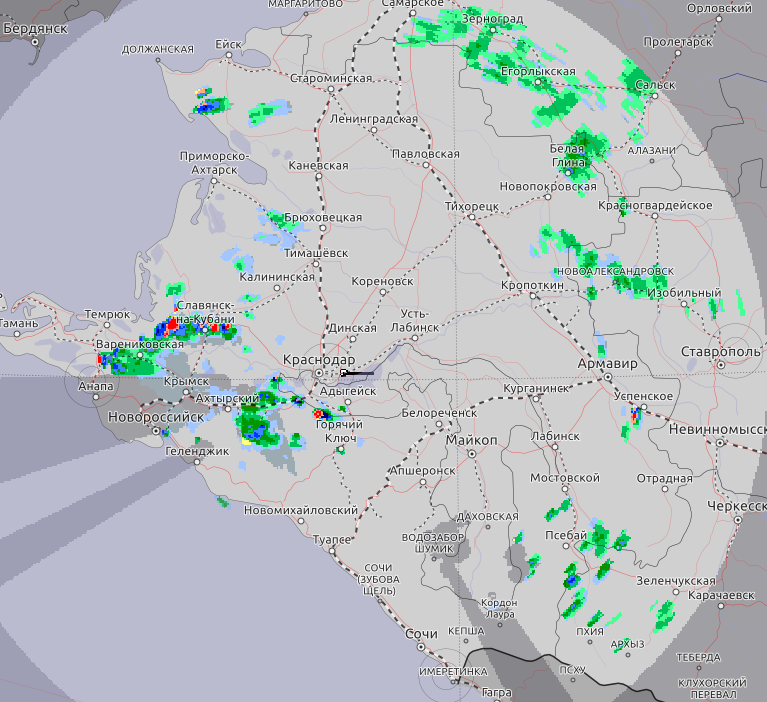 МАРГАРИТОВО
Самарское
Орловский
Бердянск
Зерноград
Пролетарск
ДОЛЖАНСКАЯ
Ейск
Староминская
Егорлыкская
Сальск
Ленинградская
Приморско-
Ахтарск
Каневская
Павловская
Белая
Глина
АЛАЗАНИ
Новопокровская
Брюховецкая
Тихорецк
Красногвардейское
Тимашёвск
Калининская
Кореновск
Кропоткин
НОВОАЛЕКСАНДРОВСК
Изобильный
Славянск-
на-Кубани
Темрюк
Тамань
Динская
Усть-
Лабинск
Варениковская
Краснодар
Армавир
Ставрополь
Анапа
Крымск
Ахтырский
Адыгейск
Курганинск
Успенское
Новороссийск
Горячий
Ключ
Белореченск
Майкоп
Лабинск
Невинномысск
Геленджик
Апшеронск
Мостовской
Отрадная
Новомихайловский
ДАХОВСКАЯ
Черкесск
Туапсе
ВОДОЗАБОР
ШУМИК
Псебай
СОЧИ
(ЗУБОВА
ЩЕЛЬ)
Зеленчукская
Карачаевск
Кордон
Лаура
Сочи
КЕПША
ПХИЯ
АРХЫЗ
ИМЕРЕТИНКА
ПСХУ
ТЕБЕРДА
КЛУХОРСКИЙ
ПЕРЕВАЛ
Гагра